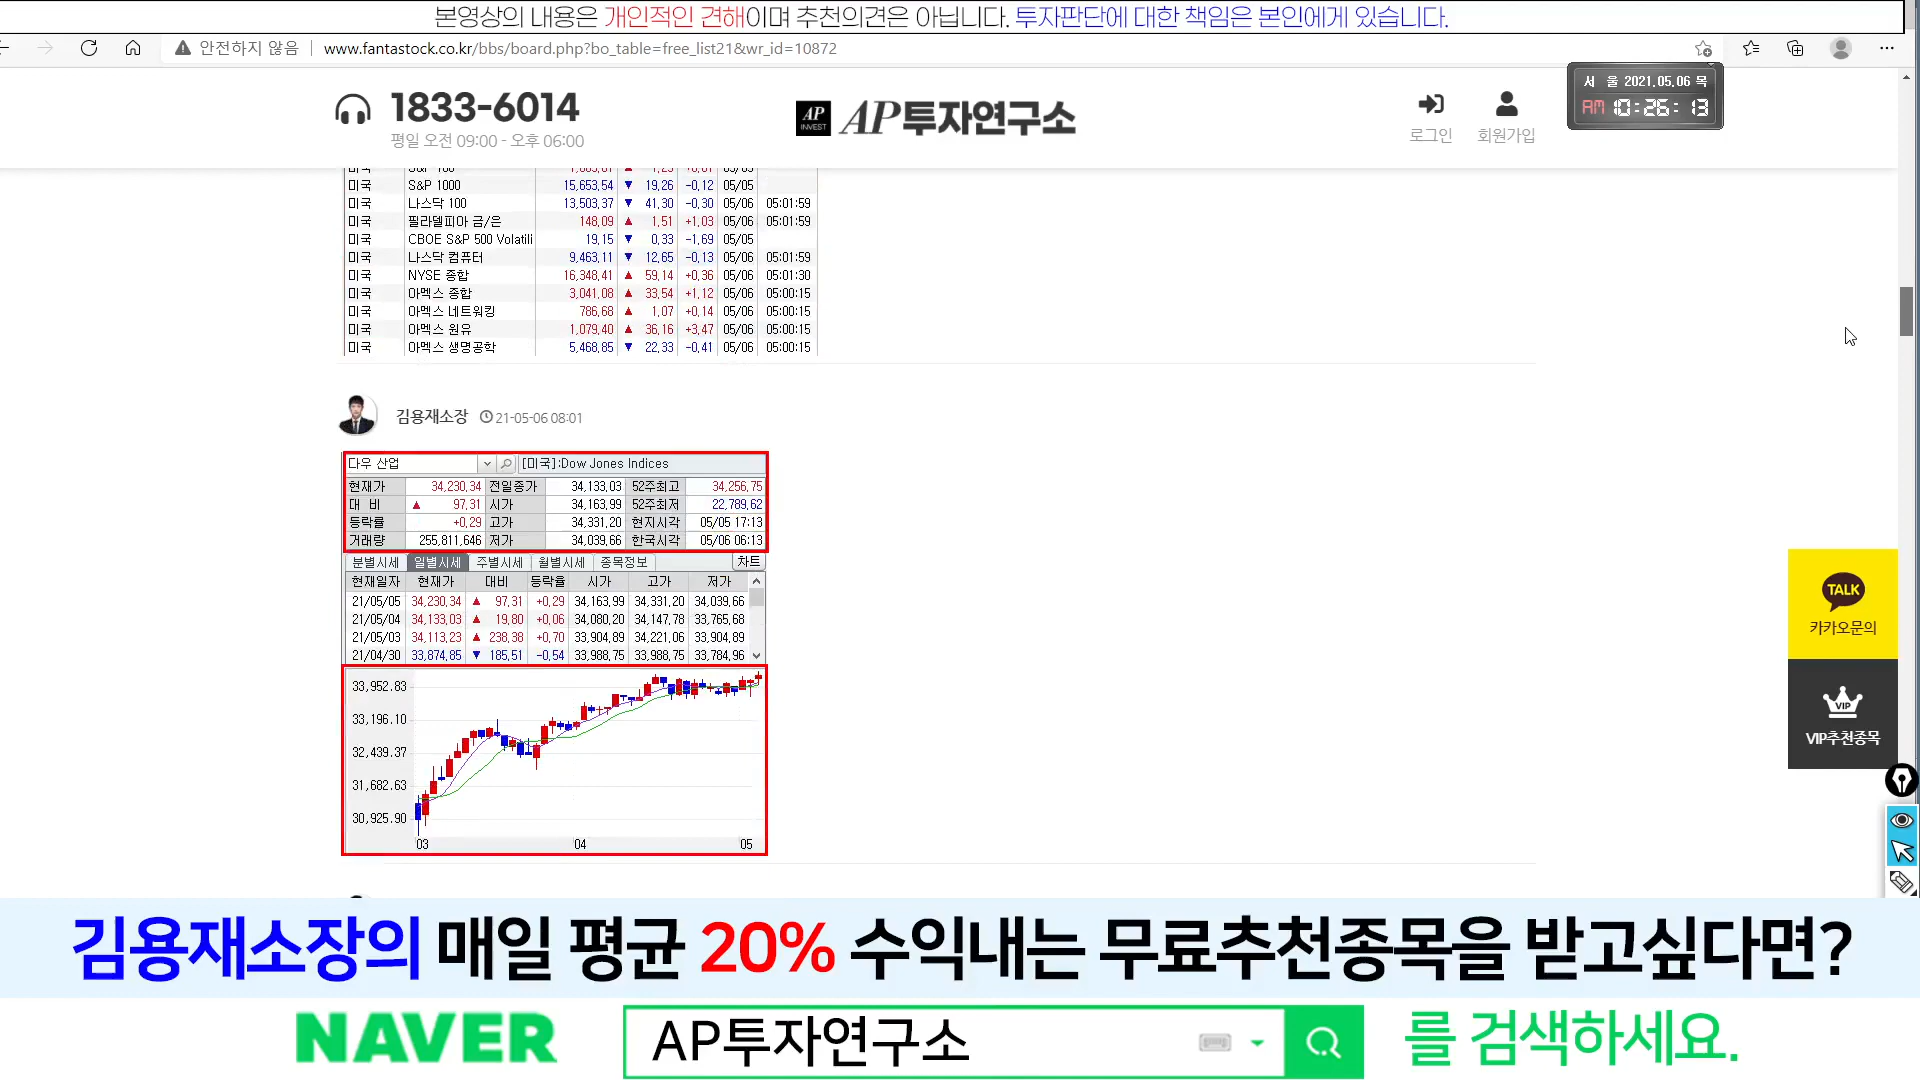 본영상의 내용은 개인적인 견해이며 추천의견은 아닙니다. 투자판단에 대한 책임은 본인에게 있습니다.
안전하지 않음 www.fantastock.co.kr/bbs/board.php?bo_table=free_list21&wr_id=10872
서 울 2021.05.06 목
AM 10:26:13
1833-6014
평일 오전 09:00 - 오후 06:00
AP INVEST AP투자연구소
로그인 회원가입
미국 S&P 1000 15,653,54 ▼ 19,26 -0,12 05/05
미국 나스닥 100 13,503,37 ▼ 41,30 -0,30 05/06 05:01:59
미국 필라델피아 금/은 148,09 ▲ 1,51 +1,03 05/06 05:01:59
미국 CBOE S&P 500 Volatili 19,15 ▼ 0,33 -1,69 05/05
미국 나스닥 컴퓨터 9,463,11 ▼ 12,65 -0,13 05/06 05:01:59
미국 NYSE 종합 16,348,41 ▲ 59,14 +0,36 05/06 05:01:30
미국 아멕스 종합 3,041,08 ▲ 33,54 +1,12 05/06 05:00:15
미국 아멕스 네트워킹 786,68 ▲ 1,07 +0,14 05/06 05:00:15
미국 아멕스 원유 1,079,40 ▲ 36,16 +3,47 05/06 05:00:15
미국 아멕스 생명공학 5,468,85 ▼ 22,33 -0,41 05/06 05:00:15
김용재소장 21-05-06 08:01
다우 산업 [미국]:Dow Jones Indices
현재가 34,230,34 전일종가 34,133,03 52주최고 34,256,75
대 비 ▲ 97,31 시가 34,163,99 52주최저 22,789,62
등락률 +0,29 고가 34,331,20 현지시각 05/05 17:13
거래량 255,811,646 저가 34,039,66 한국시각 05/06 06:13
분별시세 일별시세 주별시세 월별시세 종목정보 차트
현재일자 현재가 대비 등락율 시가 고가 저가
21/05/05 34,230,34 ▲ 97,31 +0,29 34,163,99 34,331,20 34,039,66
21/05/04 34,133,03 ▲ 19,80 +0,06 34,080,20 34,147,78 33,765,68
21/05/03 34,113,23 ▲ 238,38 +0,70 33,904,89 34,221,06 33,904,89
21/04/30 33,874,85 ▼ 185,51 -0,54 33,988,75 33,988,75 33,784,96
33,952.83
33,196.10
32,439.37
31,682.63
30,925.90
03 04 05
TALK
카카오문의
VIP
VIP추천종목
김용재소장의 매일 평균 20% 수익내는 무료추천종목을 받고싶다면?
NAVER AP투자연구소 를 검색하세요.